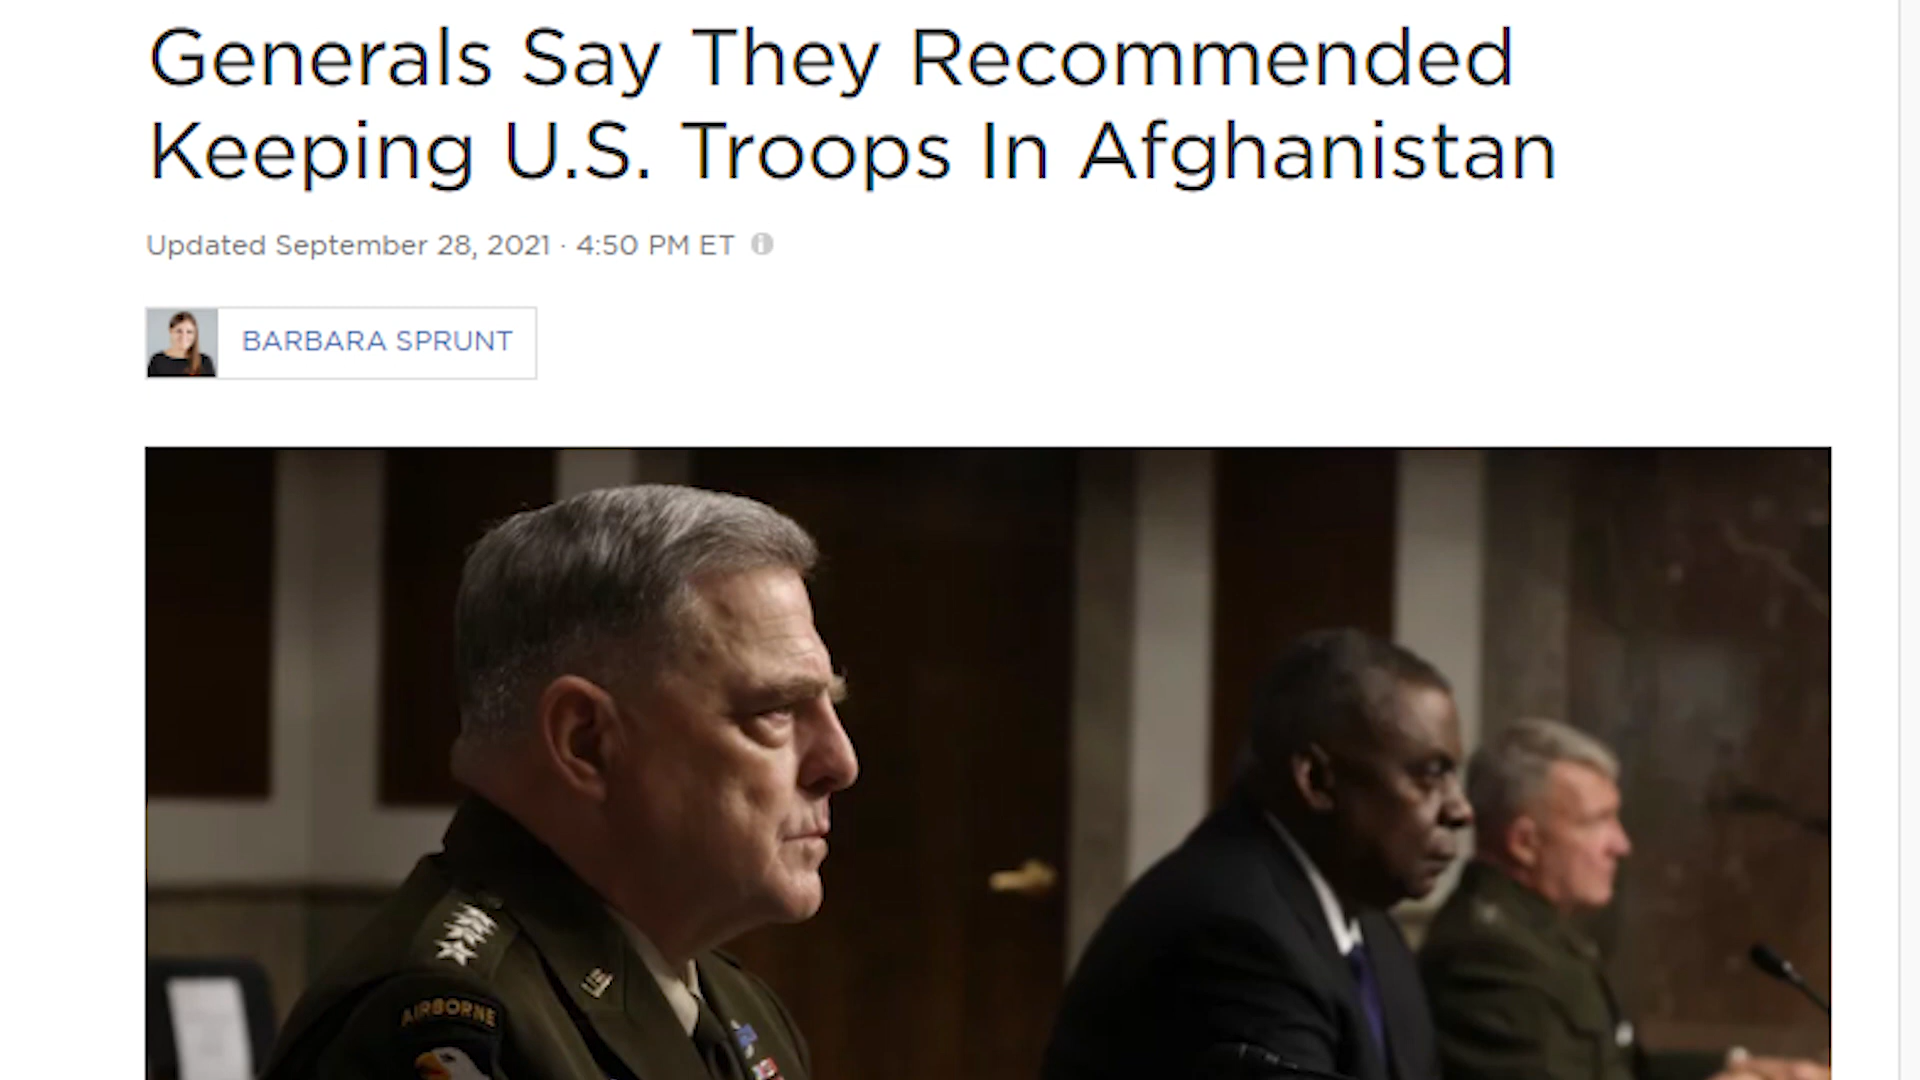 Generals Say They Recommended
Keeping U.S. Troops In Afghanistan
Updated September 28, 2021 · 4:50 PM ET
BARBARA SPRUNT
AIRBORNE